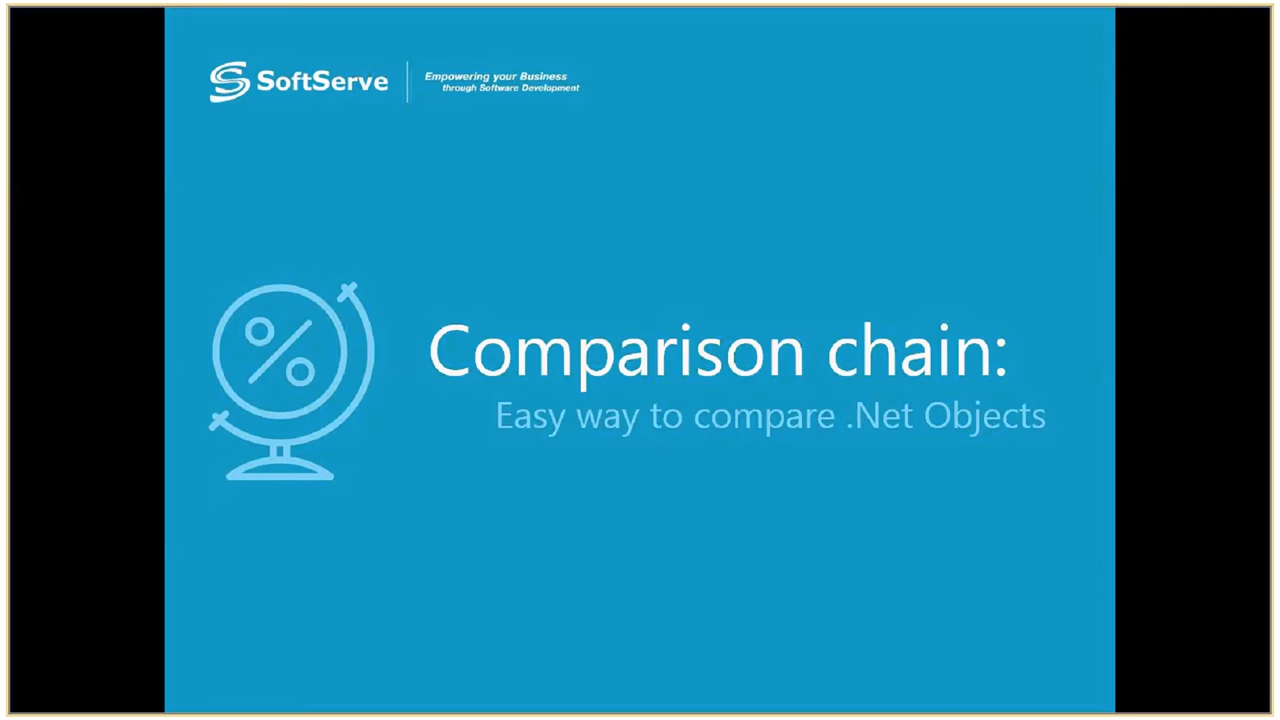 SoftServe
Empowering your Business
through Software Development
%
Comparison chain:
Easy way to compare .Net Objects